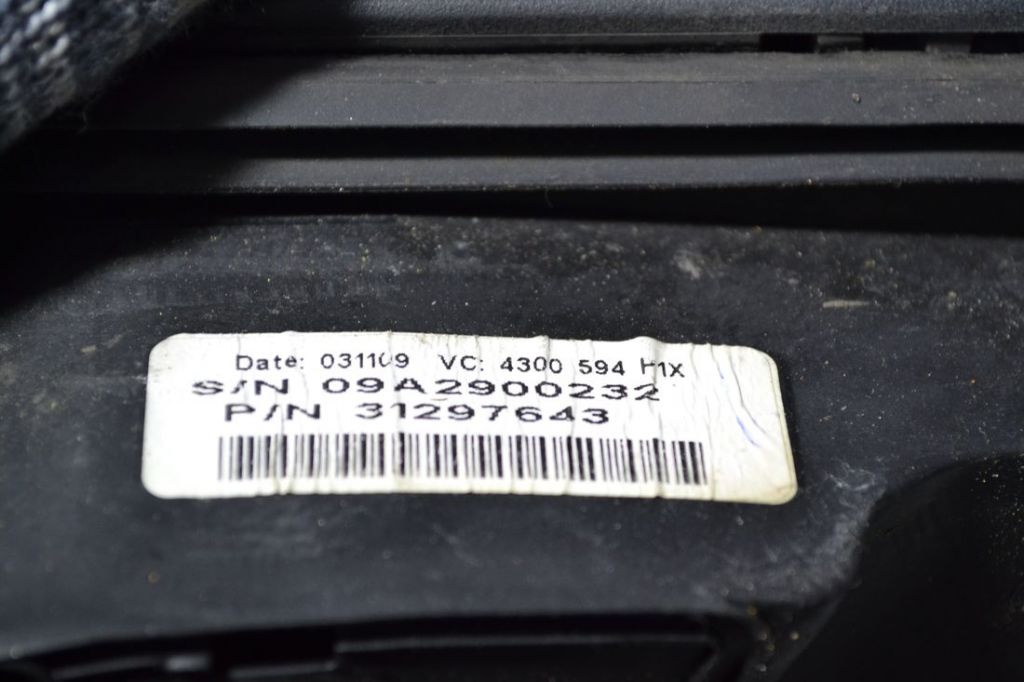 Date: 031109 VC: 4300 594 H1X
S/N 09A2900232
P/N 31297643